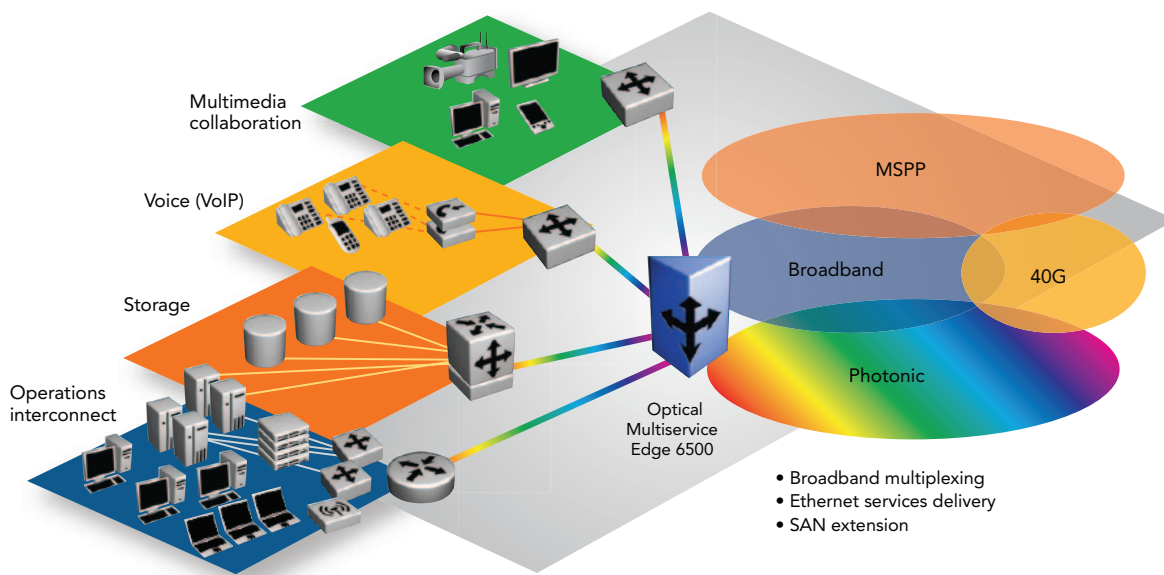 Multimedia
collaboration
Voice (VoIP)
Storage
Operations
interconnect
Optical
Multiservice
Edge 6500
MSPP
Broadband
40G
Photonic
• Broadband multiplexing
• Ethernet services delivery
• SAN extension